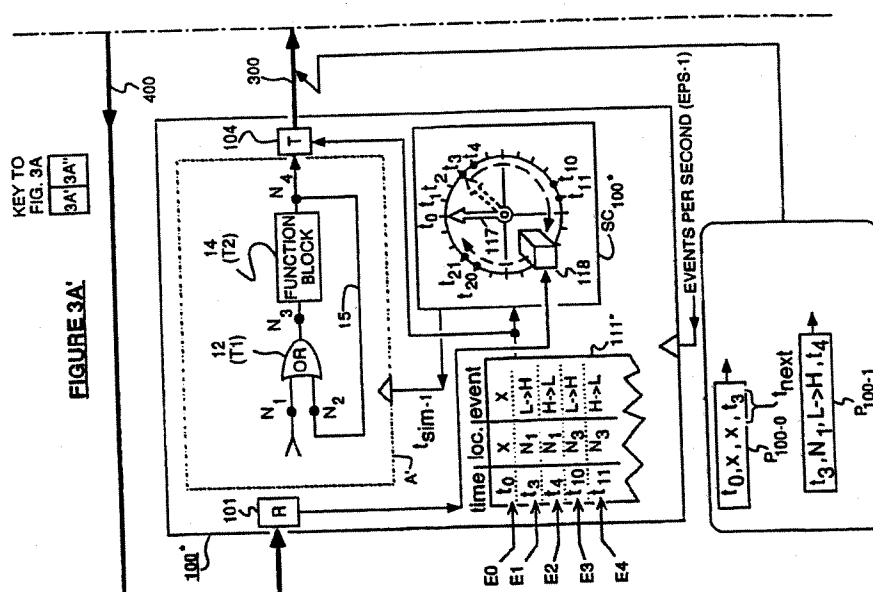 FIGURE 3A'
KEY TO
FIG. 3A
3A' 3A"
400
300
100*
101
R
104
T
A'
N1
N2
12
(T1)
OR
N3
14
(T2)
FUNCTION
BLOCK
N4
15
tsim-1
time loc. event
E0 t0 X X
E1 t3 N1 L->H
E2 t4 N1 H->L
E3 t10 N3 L->H
E4 t11 N3 H->L
111"
t0 t1 t2 t3 t4
t10
t11
t20
t21
117
118
SC100*
EVENTS PER SECOND (EPS-1)
t0, x, x, t3
tnext
P100-0
t3, N1, L->H, t4
P100-1